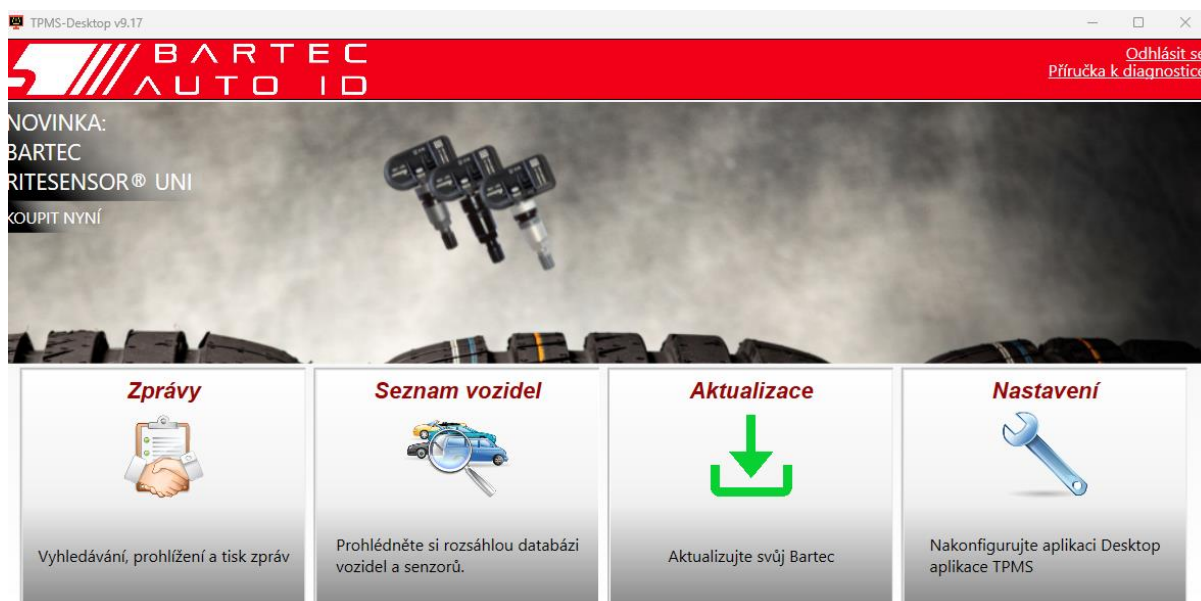 TPMS-Desktop v9.17
BARTEC
AUTO ID
Odhlásit se
Příručka k diagnostice
NOVINKA:
BARTEC
RITESENSOR® UNI
KOUPIT NYNÍ
Zprávy
Vyhledávání, prohlížení a tisk zpráv
Seznam vozidel
Prohlédněte si rozsáhlou databázi
vozidel a senzorů.
Aktualizace
Aktualizujte svůj Bartec
Nastavení
Nakonfigurujte aplikaci Desktop
aplikace TPMS